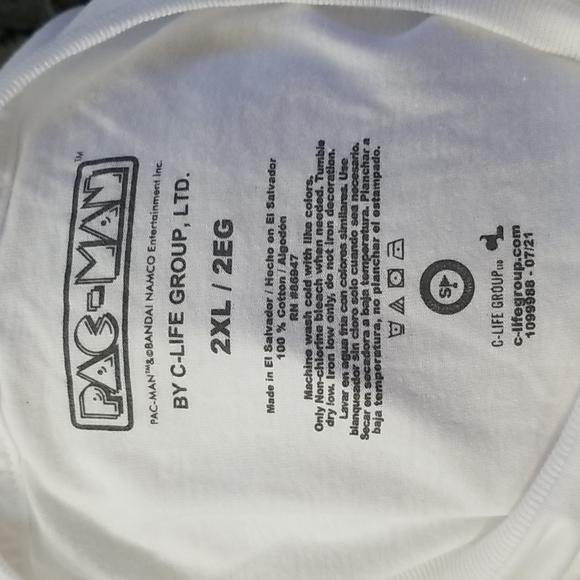 PAC-MAN™
PAC-MAN™&©BANDAI NAMCO Entertainment Inc.
BY C-LIFE GROUP, LTD.
2XL / 2EG
Made in El Salvador / Hecho en El Salvador
100 % Cotton / Algodón
Machine wash cold with like colors.
Only Non-chlorine bleach when needed. Tumble
dry low. Iron low only, do not iron decoration.
Lavar en agua fria con colores similares. Use
blanqueador sin cloro solo cuando sea necesario.
Secar en secadora a baja temperatura. Planchar a
baja temperatura, no planchar el estampado.
C-LIFE GROUP
c-lifegroup.com
1099988 - 07/21